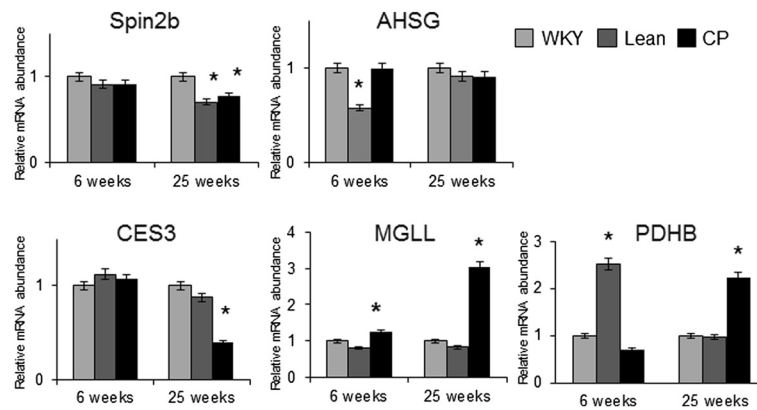 Spin2b
Relative mRNA abundance
1
0
* *
6 weeks 25 weeks
AHSG
Relative mRNA abundance
1
0
*
6 weeks 25 weeks
WKY Lean CP
CES3
Relative mRNA abundance
1
0
*
6 weeks 25 weeks
MGLL
Relative mRNA abundance
4
3
2
1
0
* *
6 weeks 25 weeks
PDHB
Relative mRNA abundance
3
2
1
0
* *
6 weeks 25 weeks